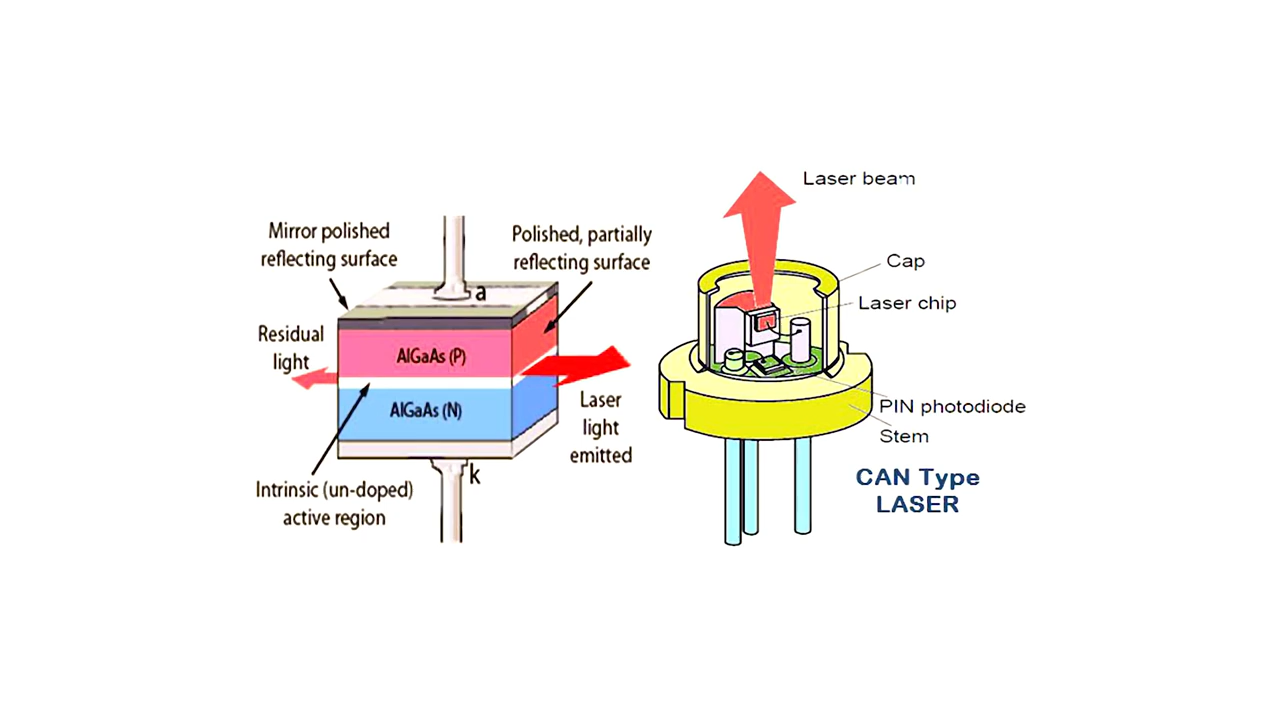 Mirror polished
reflecting surface
Polished, partially
reflecting surface
a
Residual
light
AlGaAs (P)
AlGaAs (N)
Laser
light
emitted
k
Intrinsic (un-doped)
active region
Laser beam
Cap
Laser chip
PIN photodiode
Stem
CAN Type
LASER